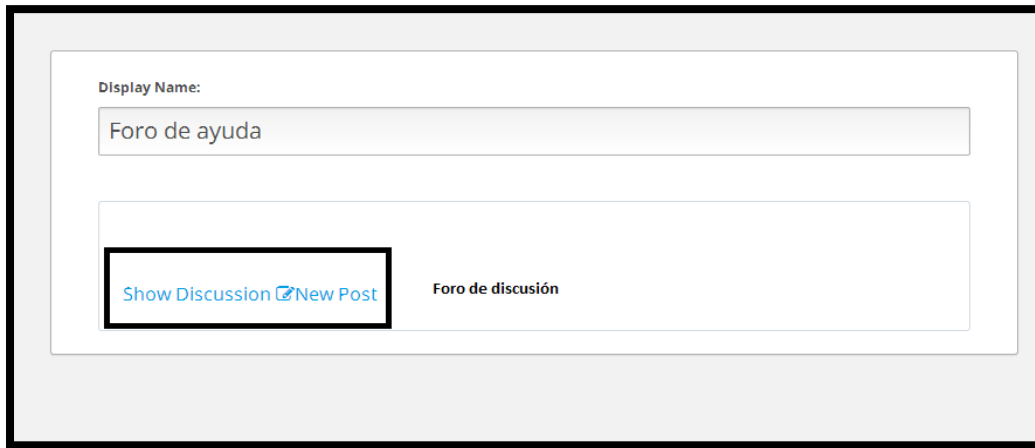 Display Name:
Foro de ayuda
Show Discussion New Post
Foro de discusión